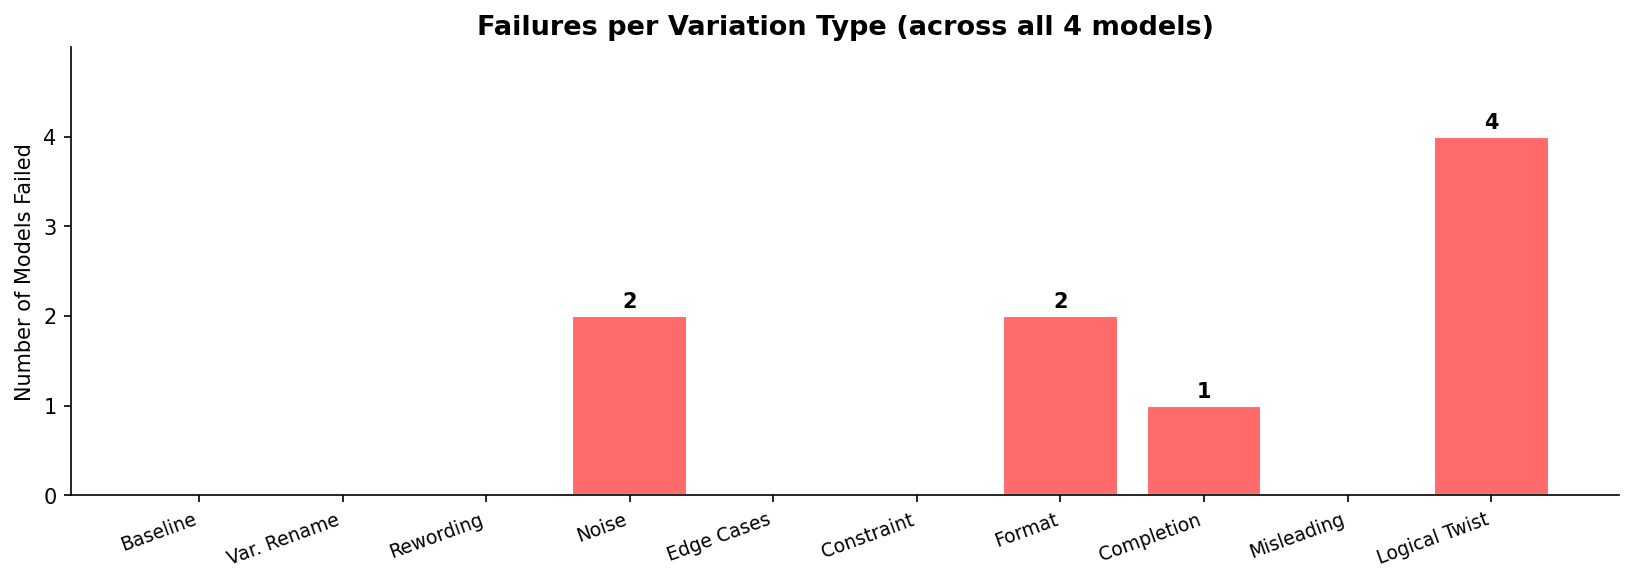 Failures per Variation Type (across all 4 models)
Number of Models Failed
4
3
2
1
0
2
2
1
4
Baseline
Var. Rename
Rewording
Noise
Edge Cases
Constraint
Format
Completion
Misleading
Logical Twist